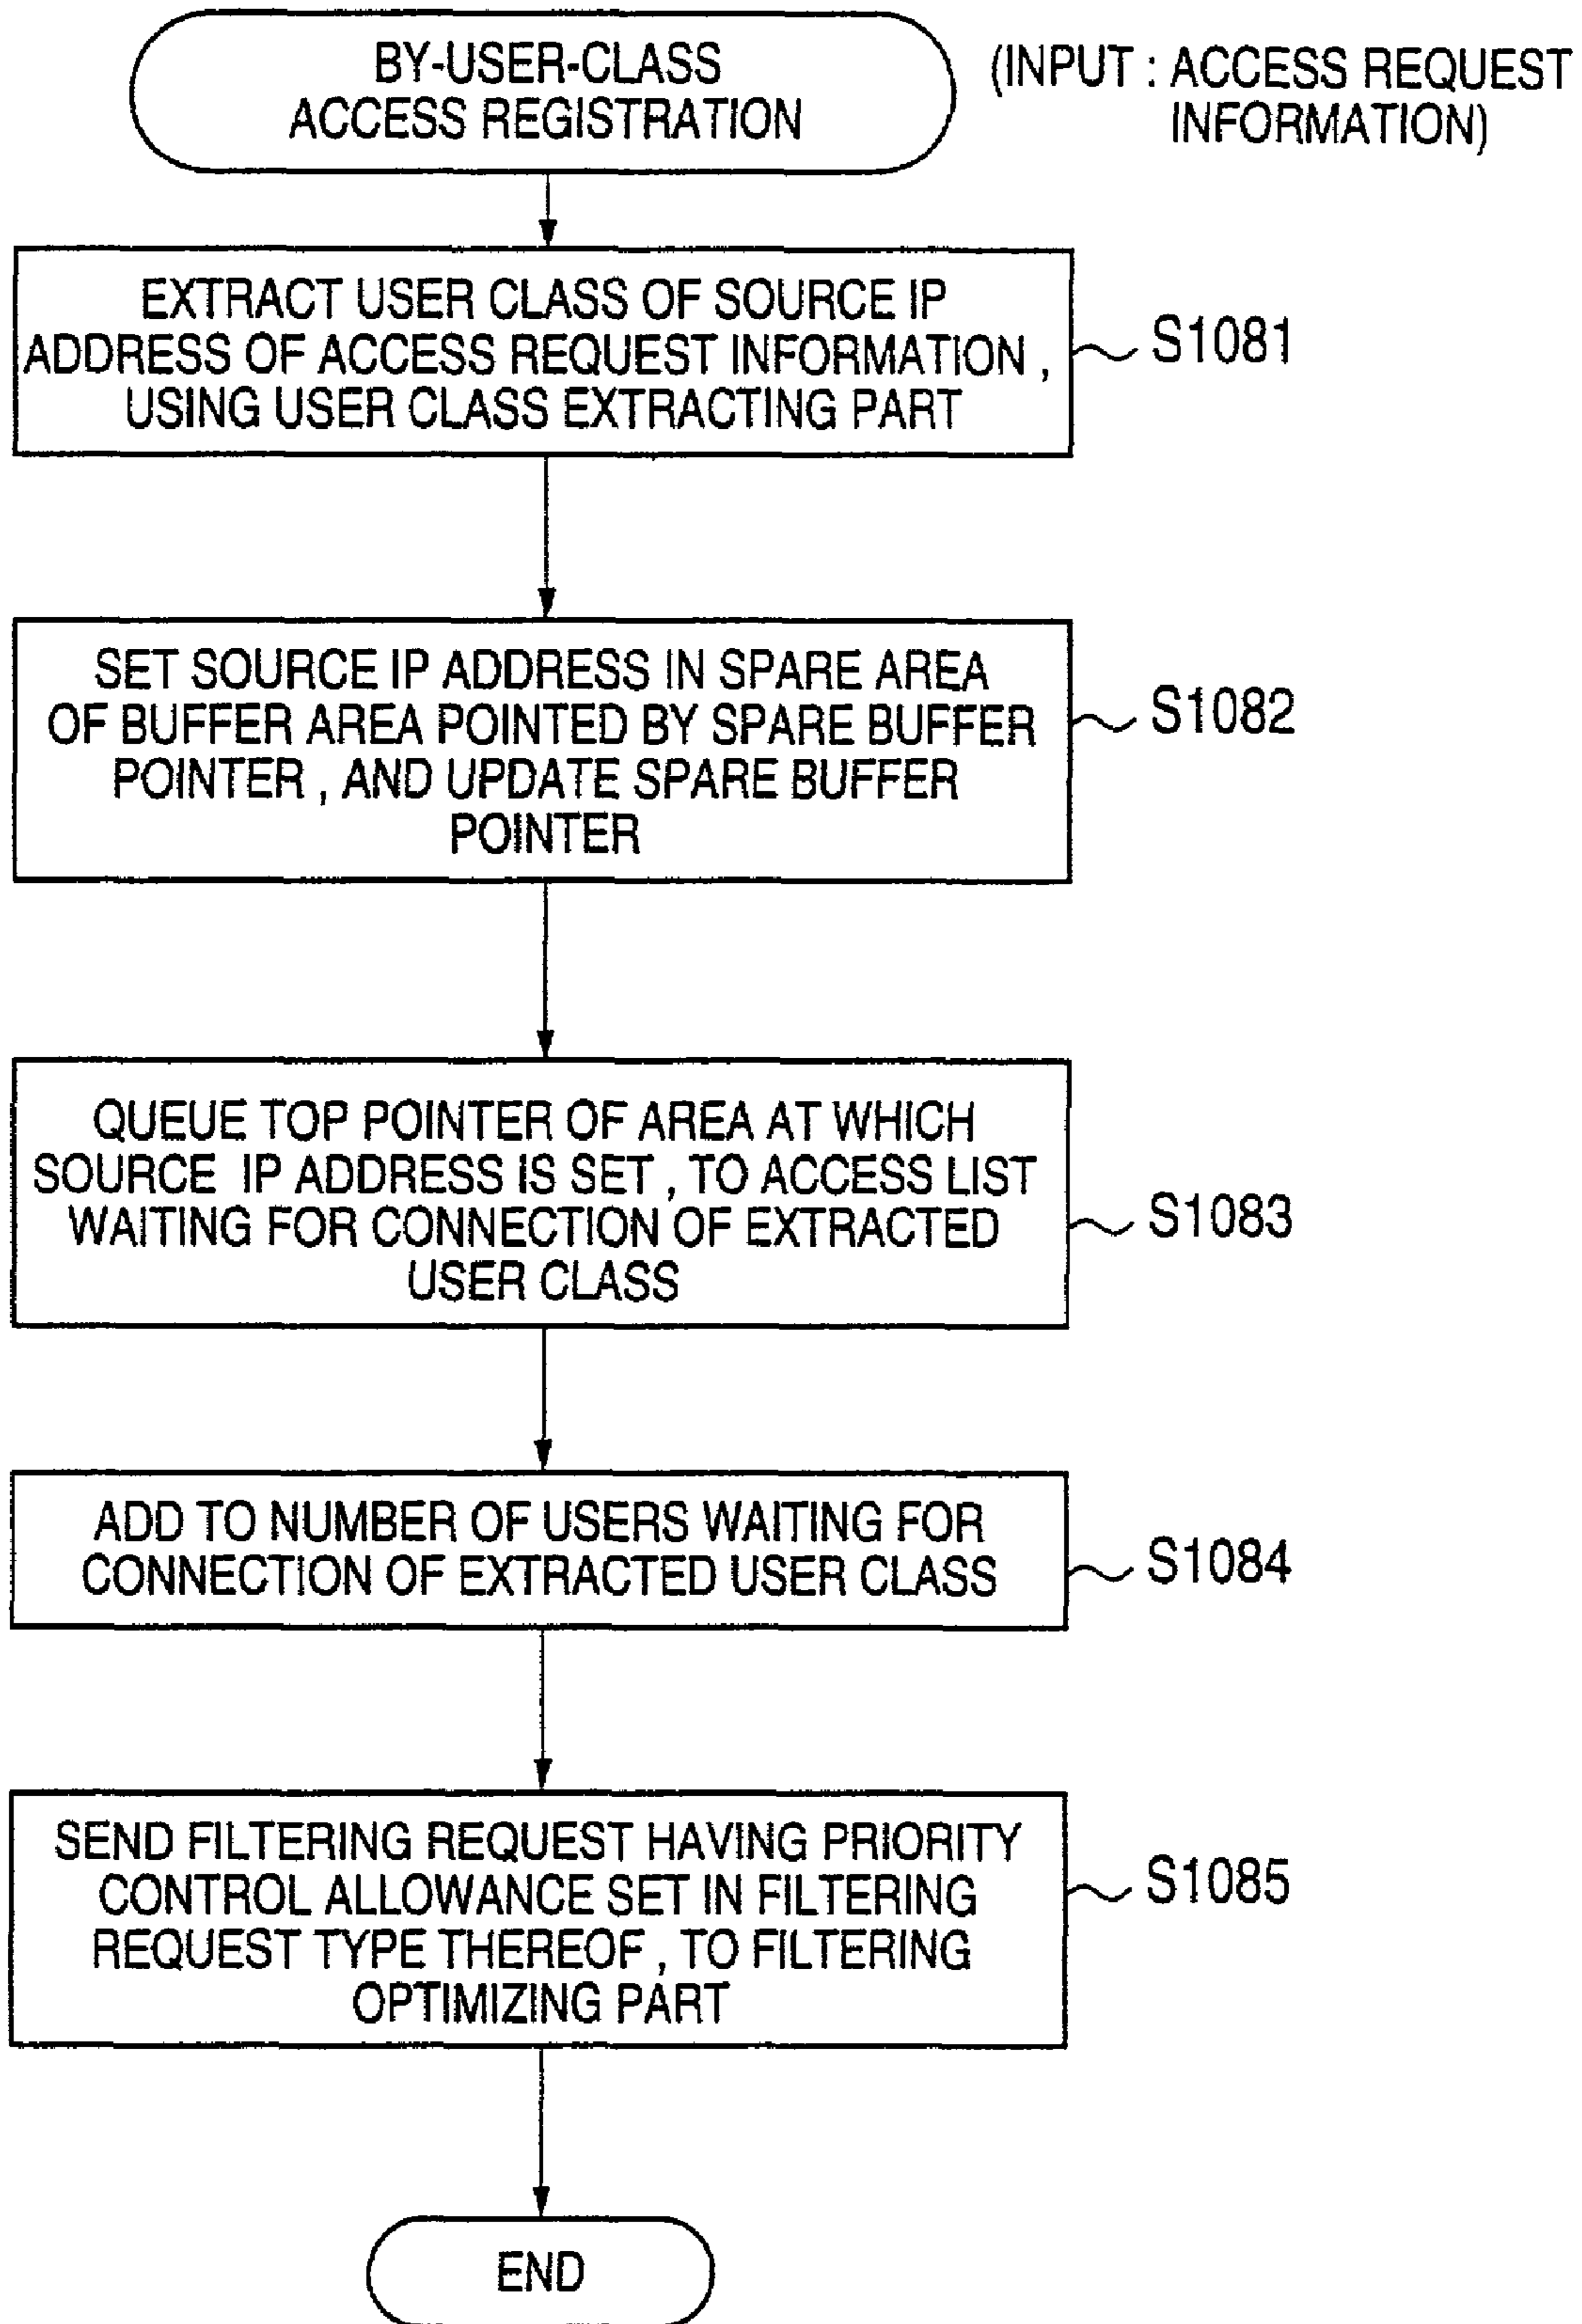 BY-USER-CLASS
ACCESS REGISTRATION
(INPUT : ACCESS REQUEST
INFORMATION)
EXTRACT USER CLASS OF SOURCE IP
ADDRESS OF ACCESS REQUEST INFORMATION ,
USING USER CLASS EXTRACTING PART
S1081
SET SOURCE IP ADDRESS IN SPARE AREA
OF BUFFER AREA POINTED BY SPARE BUFFER
POINTER , AND UPDATE SPARE BUFFER
POINTER
S1082
QUEUE TOP POINTER OF AREA AT WHICH
SOURCE IP ADDRESS IS SET , TO ACCESS LIST
WAITING FOR CONNECTION OF EXTRACTED
USER CLASS
S1083
ADD TO NUMBER OF USERS WAITING FOR
CONNECTION OF EXTRACTED USER CLASS
S1084
SEND FILTERING REQUEST HAVING PRIORITY
CONTROL ALLOWANCE SET IN FILTERING
REQUEST TYPE THEREOF , TO FILTERING
OPTIMIZING PART
S1085
END